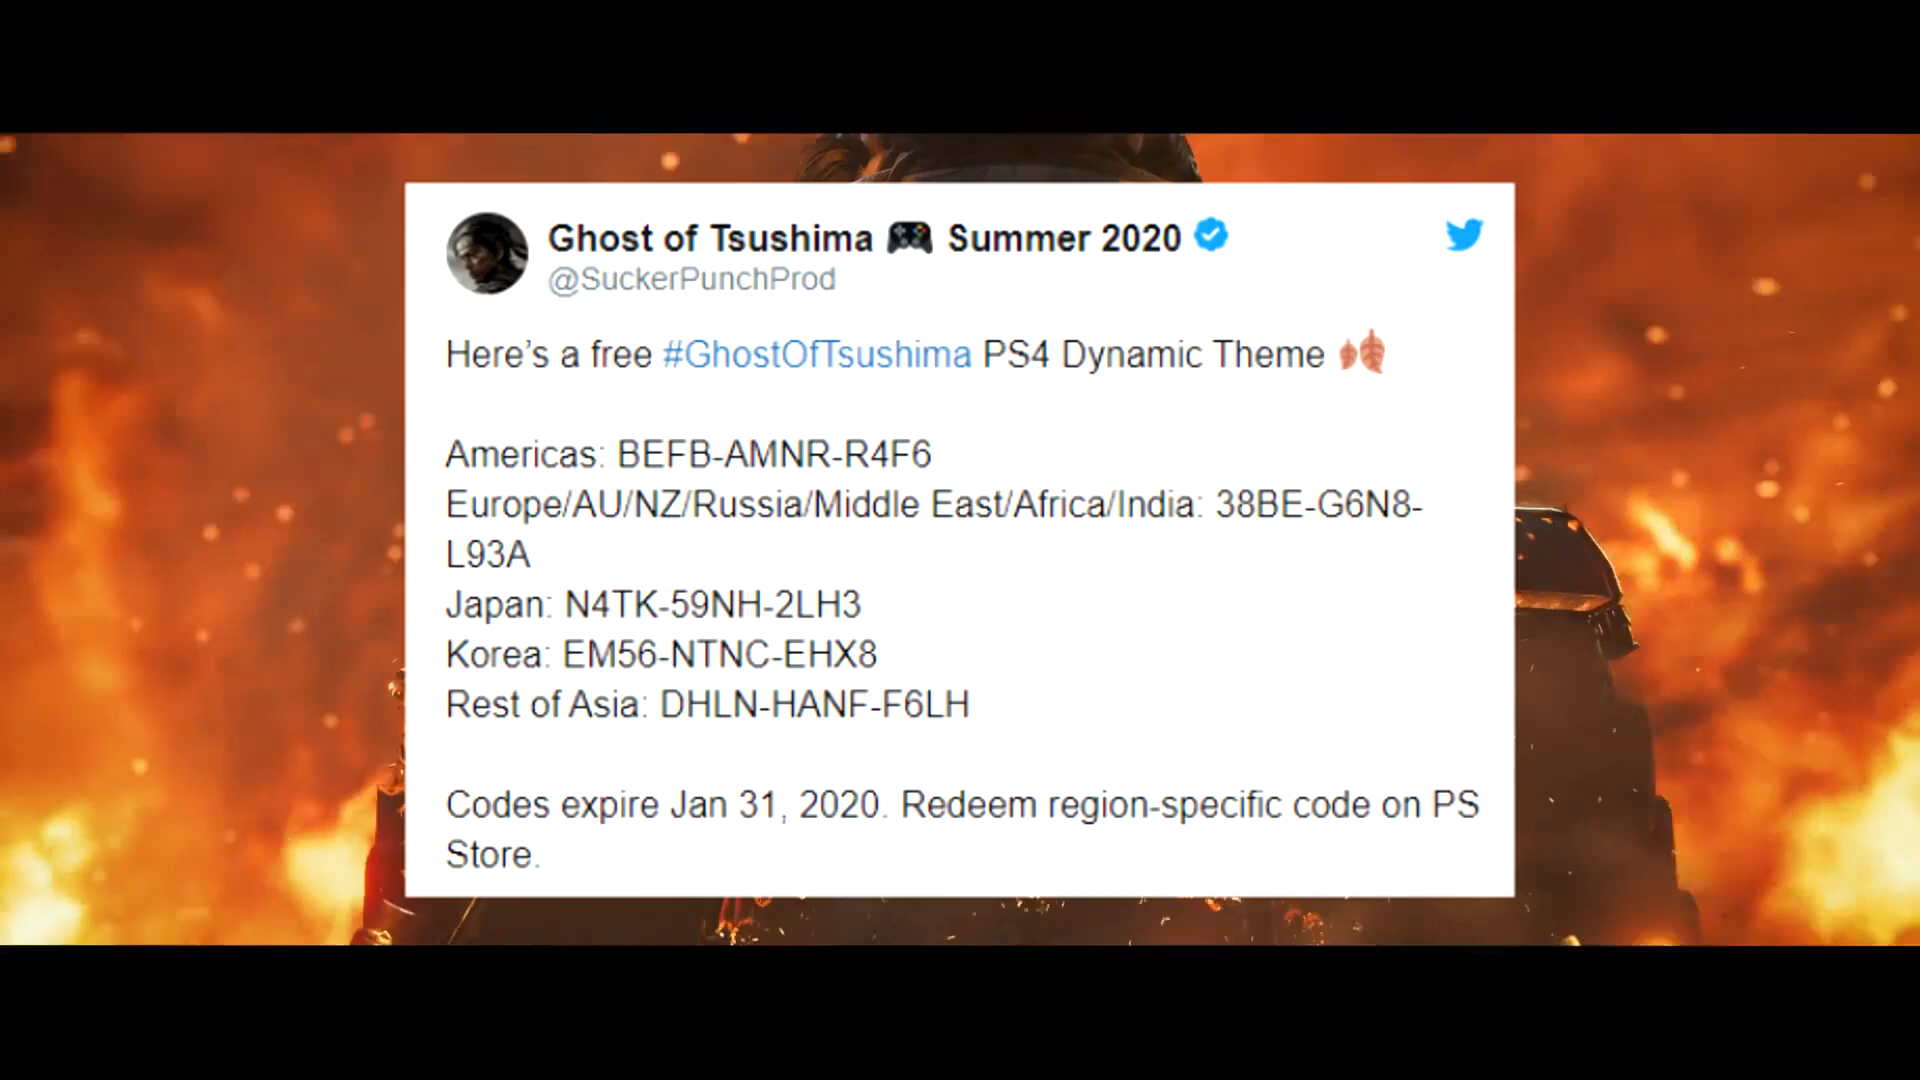 Ghost of Tsushima 🎮 Summer 2020
@SuckerPunchProd
Here’s a free #GhostOfTsushima PS4 Dynamic Theme 🍂
Americas: BEFB-AMNR-R4F6
Europe/AU/NZ/Russia/Middle East/Africa/India: 38BE-G6N8-
L93A
Japan: N4TK-59NH-2LH3
Korea: EM56-NTNC-EHX8
Rest of Asia: DHLN-HANF-F6LH
Codes expire Jan 31, 2020. Redeem region-specific code on PS
Store.